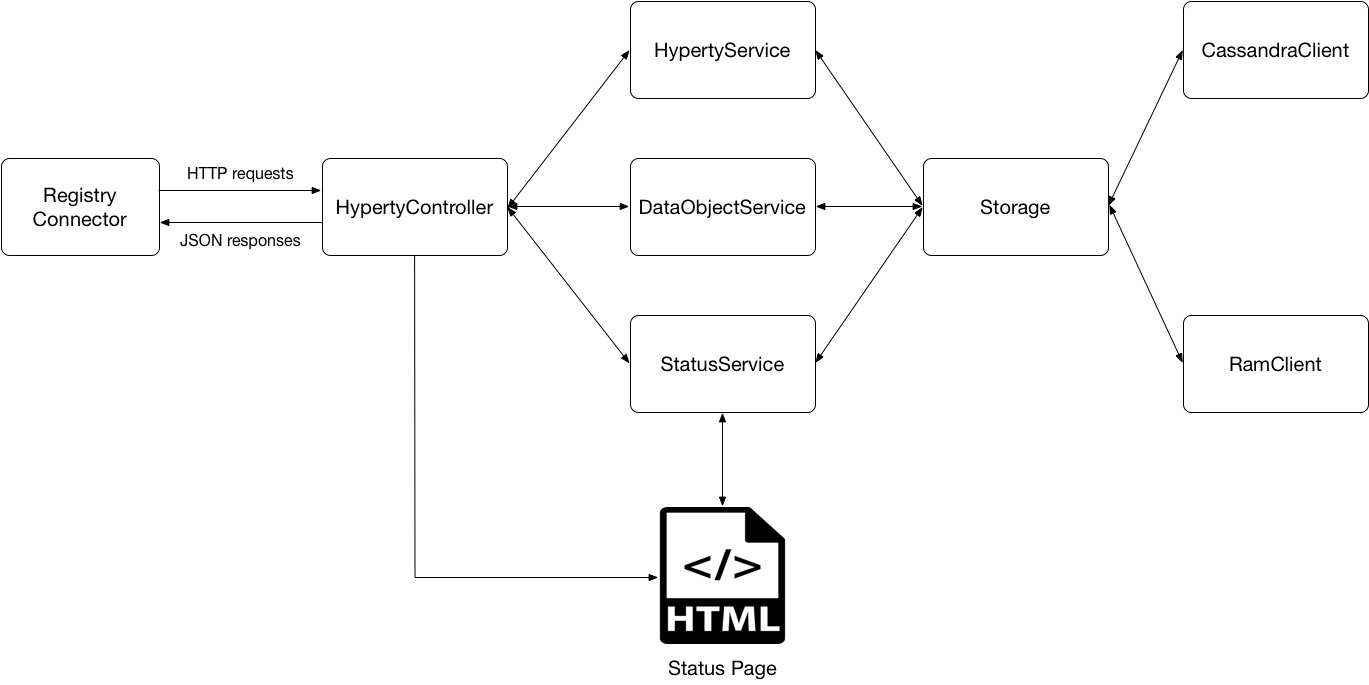 HypertyService
CassandraClient
HTTP requests
Registry
Connector
HypertyController
DataObjectService
Storage
JSON responses
StatusService
RamClient
</>
HTML
Status Page